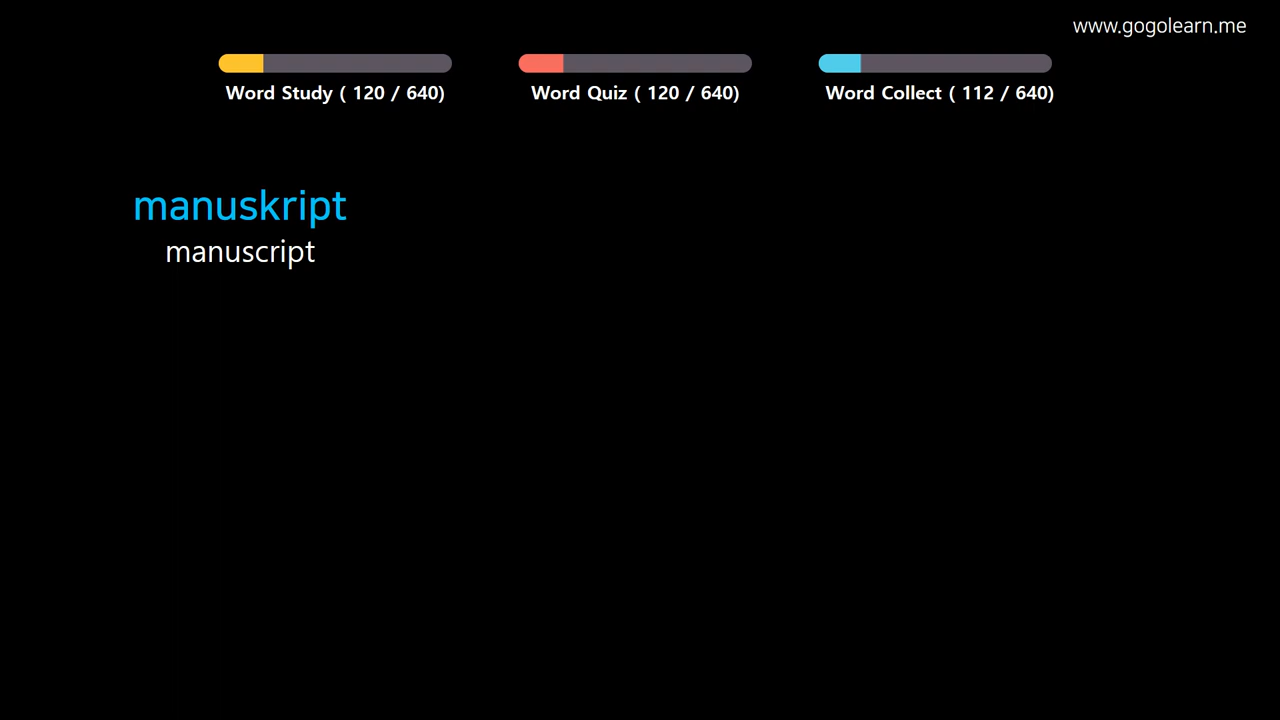 www.gogolearn.me
Word Study ( 120 / 640)
Word Quiz ( 120 / 640)
Word Collect ( 112 / 640)
manuskript
manuscript